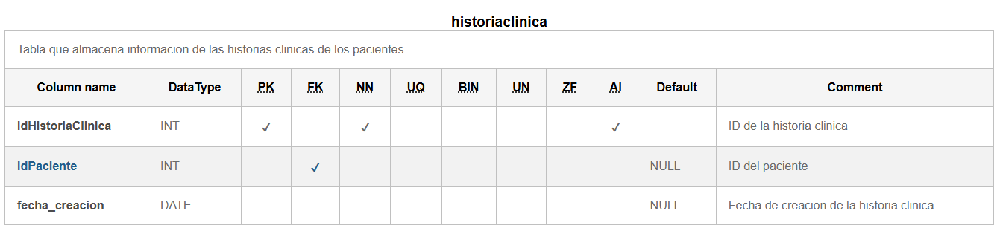 historiaclinica
Tabla que almacena informacion de las historias clinicas de los pacientes
Column name DataType PK FK NN UQ BIN UN ZF AI Default Comment
idHistoriaClinica INT ✓ ✓ ✓ ID de la historia clinica
idPaciente INT ✓ NULL ID del paciente
fecha_creacion DATE NULL Fecha de creacion de la historia clinica